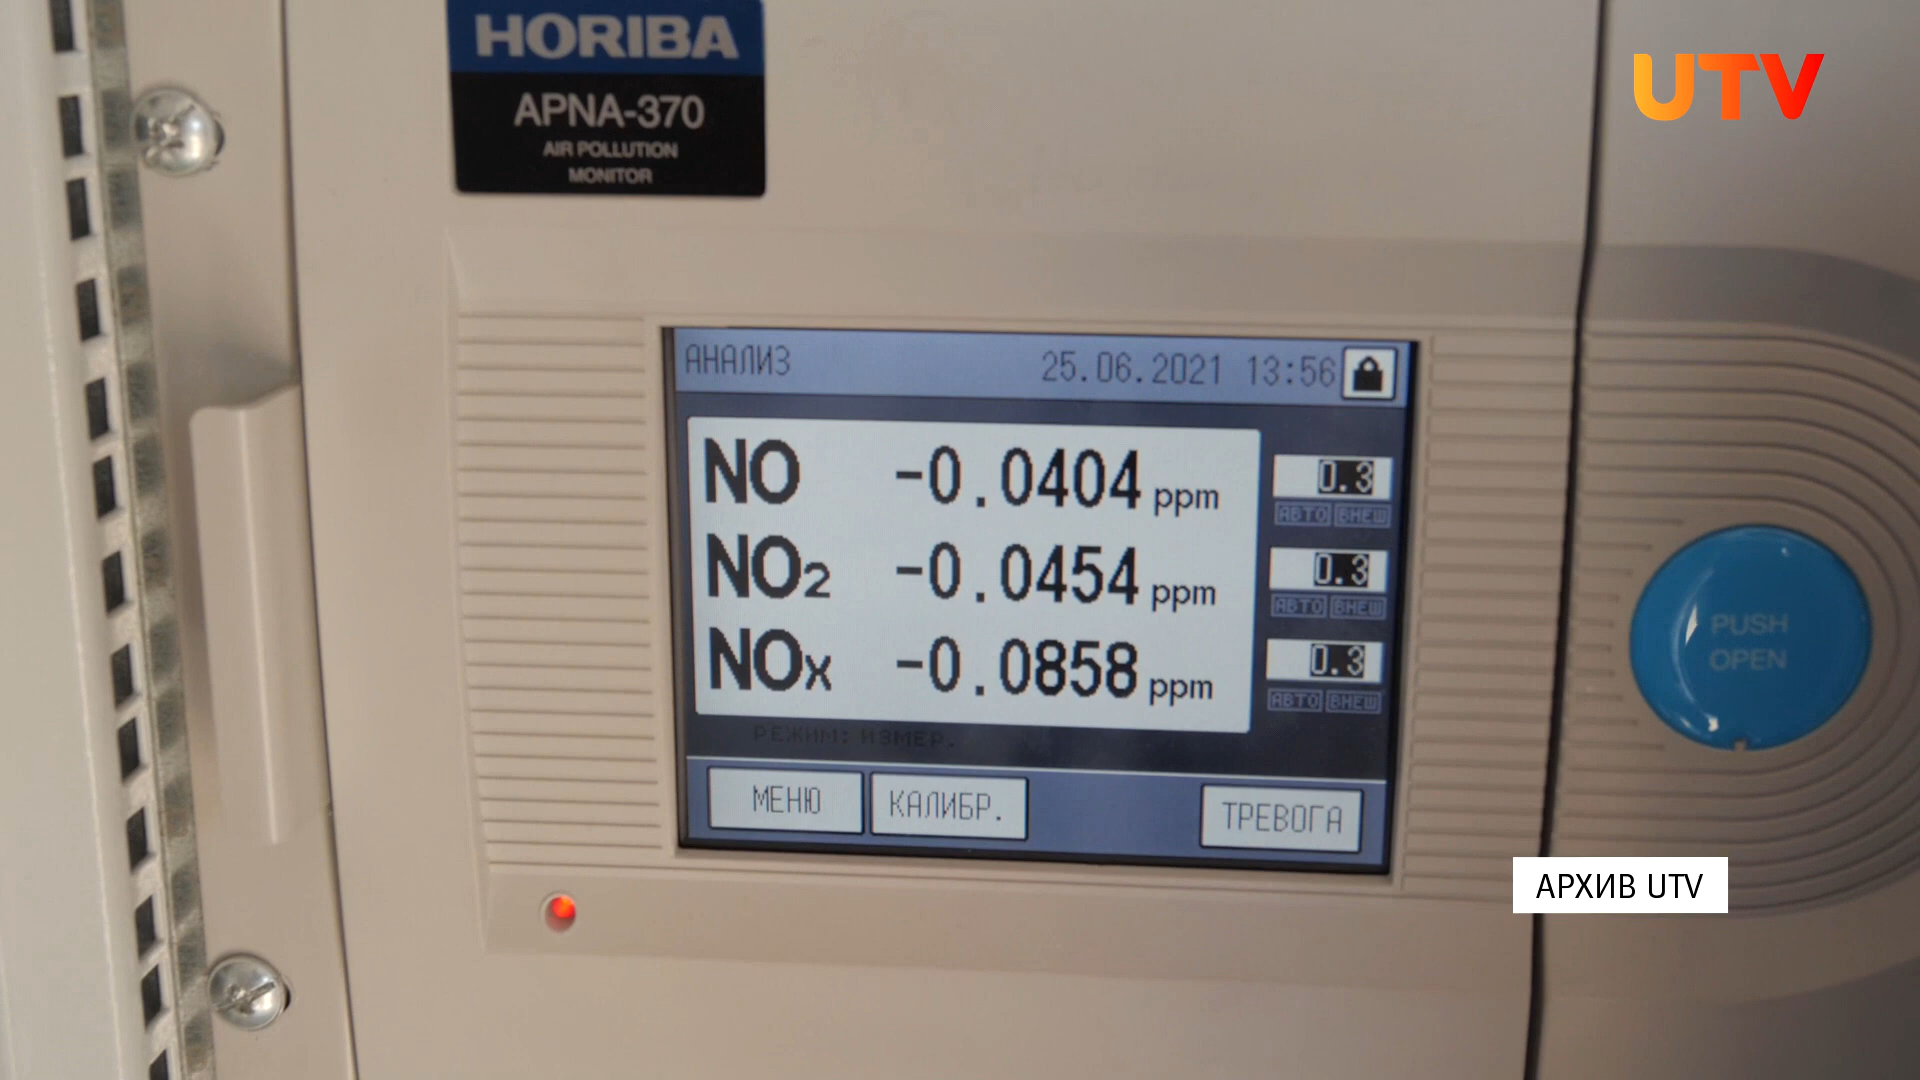 HORIBA
APNA-370
AIR POLLUTION
MONITOR
UTV
АНАЛИЗ 25.06.2021 13:56
NO -0.0404 ppm 0.3
АВТО ВНЕШ
NO₂ -0.0454 ppm 0.3
АВТО ВНЕШ
NOx -0.0858 ppm 0.3
АВТО ВНЕШ
РЕЖИМ: ИЗМЕР.
МЕНЮ КАЛИБР. ТРЕВОГА
PUSH
OPEN
АРХИВ UTV